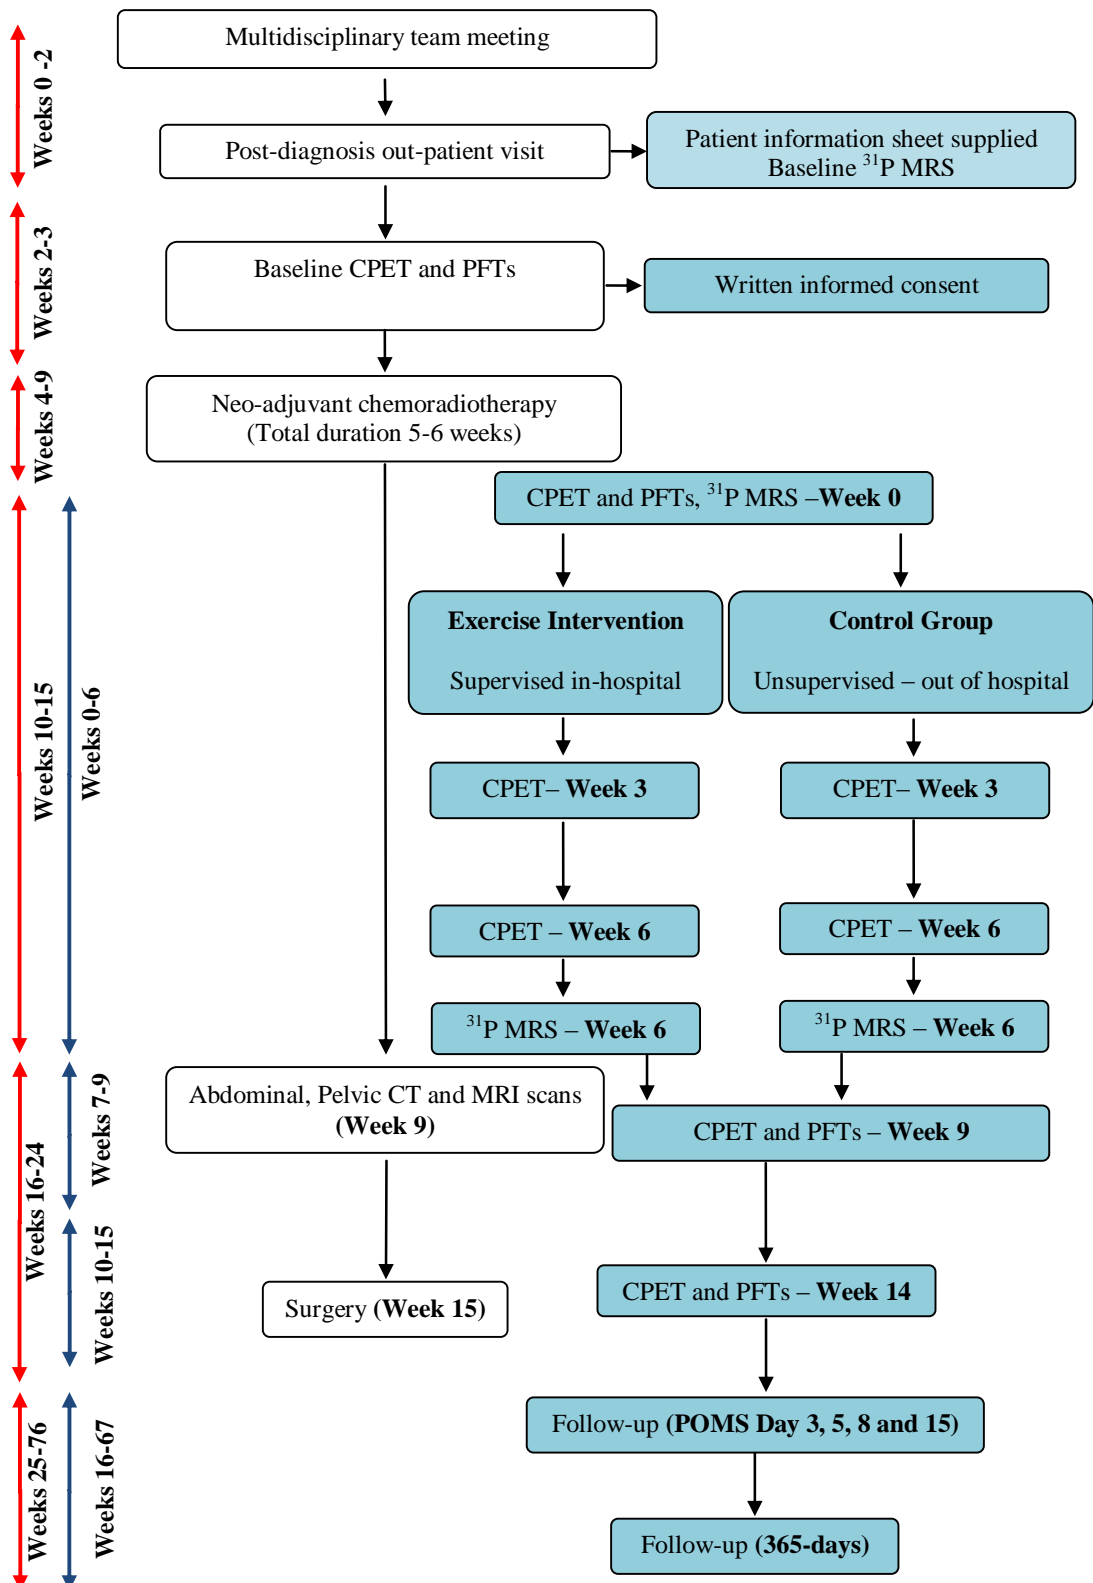 Multidisciplinary team meeting
Weeks 0 -2
Post-diagnosis out-patient visit
Patient information sheet supplied
Baseline ³¹P MRS
Weeks 2-3
Baseline CPET and PFTs
Written informed consent
Weeks 4-9
Neo-adjuvant chemoradiotherapy
(Total duration 5-6 weeks)
CPET and PFTs, ³¹P MRS –Week 0
Weeks 10-15
Weeks 0-6
Exercise Intervention
Supervised in-hospital
Control Group
Unsupervised – out of hospital
CPET– Week 3
CPET– Week 3
CPET – Week 6
CPET – Week 6
³¹P MRS – Week 6
³¹P MRS – Week 6
Weeks 16-24
Weeks 7-9
Abdominal, Pelvic CT and MRI scans
(Week 9)
CPET and PFTs – Week 9
Weeks 10-15
Surgery (Week 15)
CPET and PFTs – Week 14
Weeks 25-76
Weeks 16-67
Follow-up (POMS Day 3, 5, 8 and 15)
Follow-up (365-days)